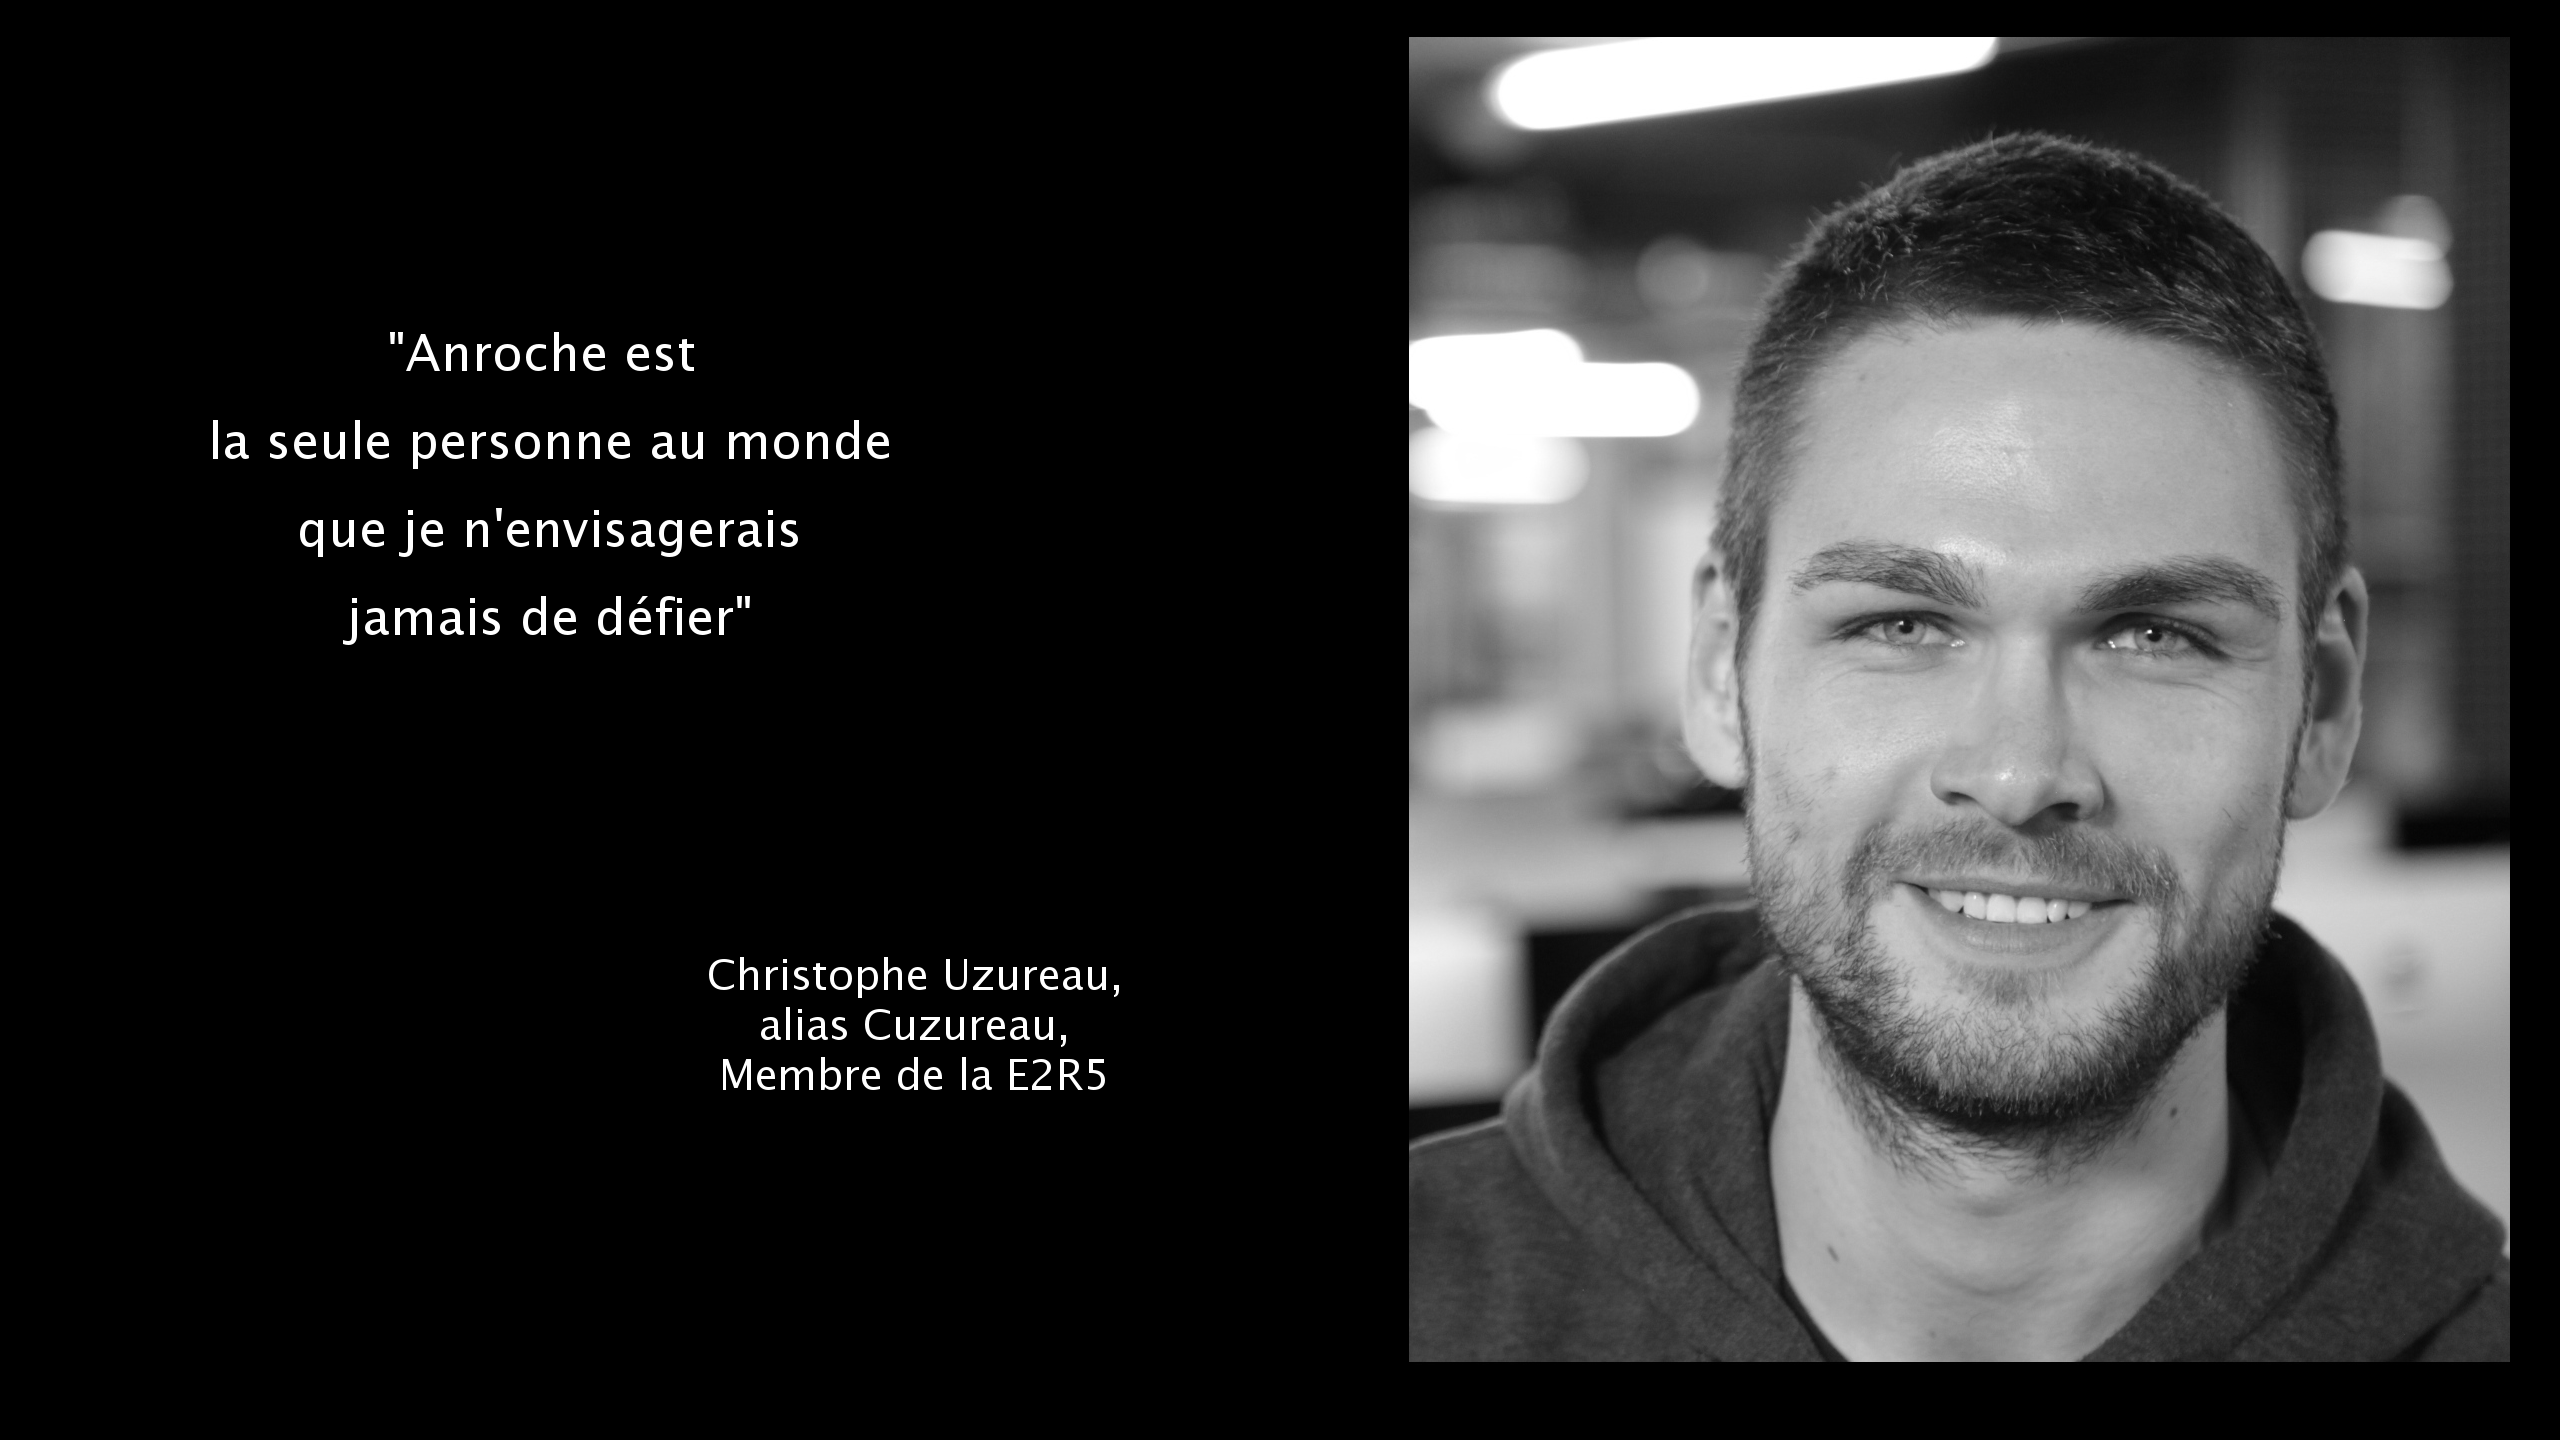 "Anroche est
la seule personne au monde
que je n'envisagerais
jamais de défier"
Christophe Uzureau,
alias Cuzureau,
Membre de la E2R5